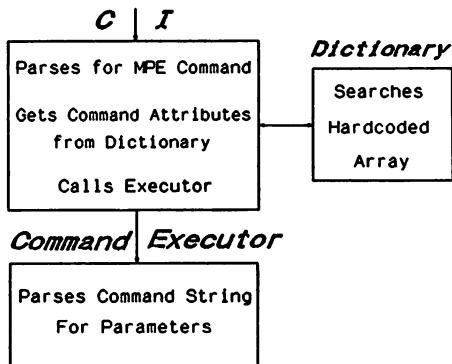 C I
Parses for MPE Command
Gets Command Attributes
from Dictionary
Calls Executor
Dictionary
Searches
Hardcoded
Array
Command Executor
Parses Command String
For Parameters